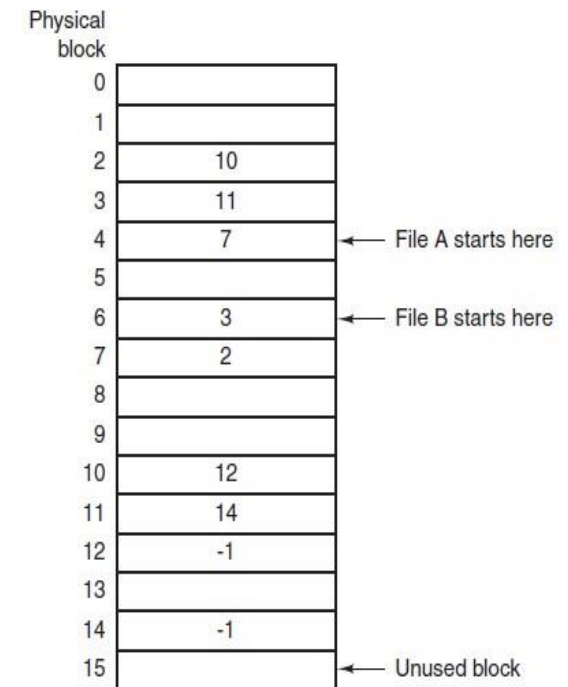 Physical
block
0
1
2 10
3 11
4 7 File A starts here
5
6 3 File B starts here
7 2
8
9
10 12
11 14
12 -1
13
14 -1
15 Unused block